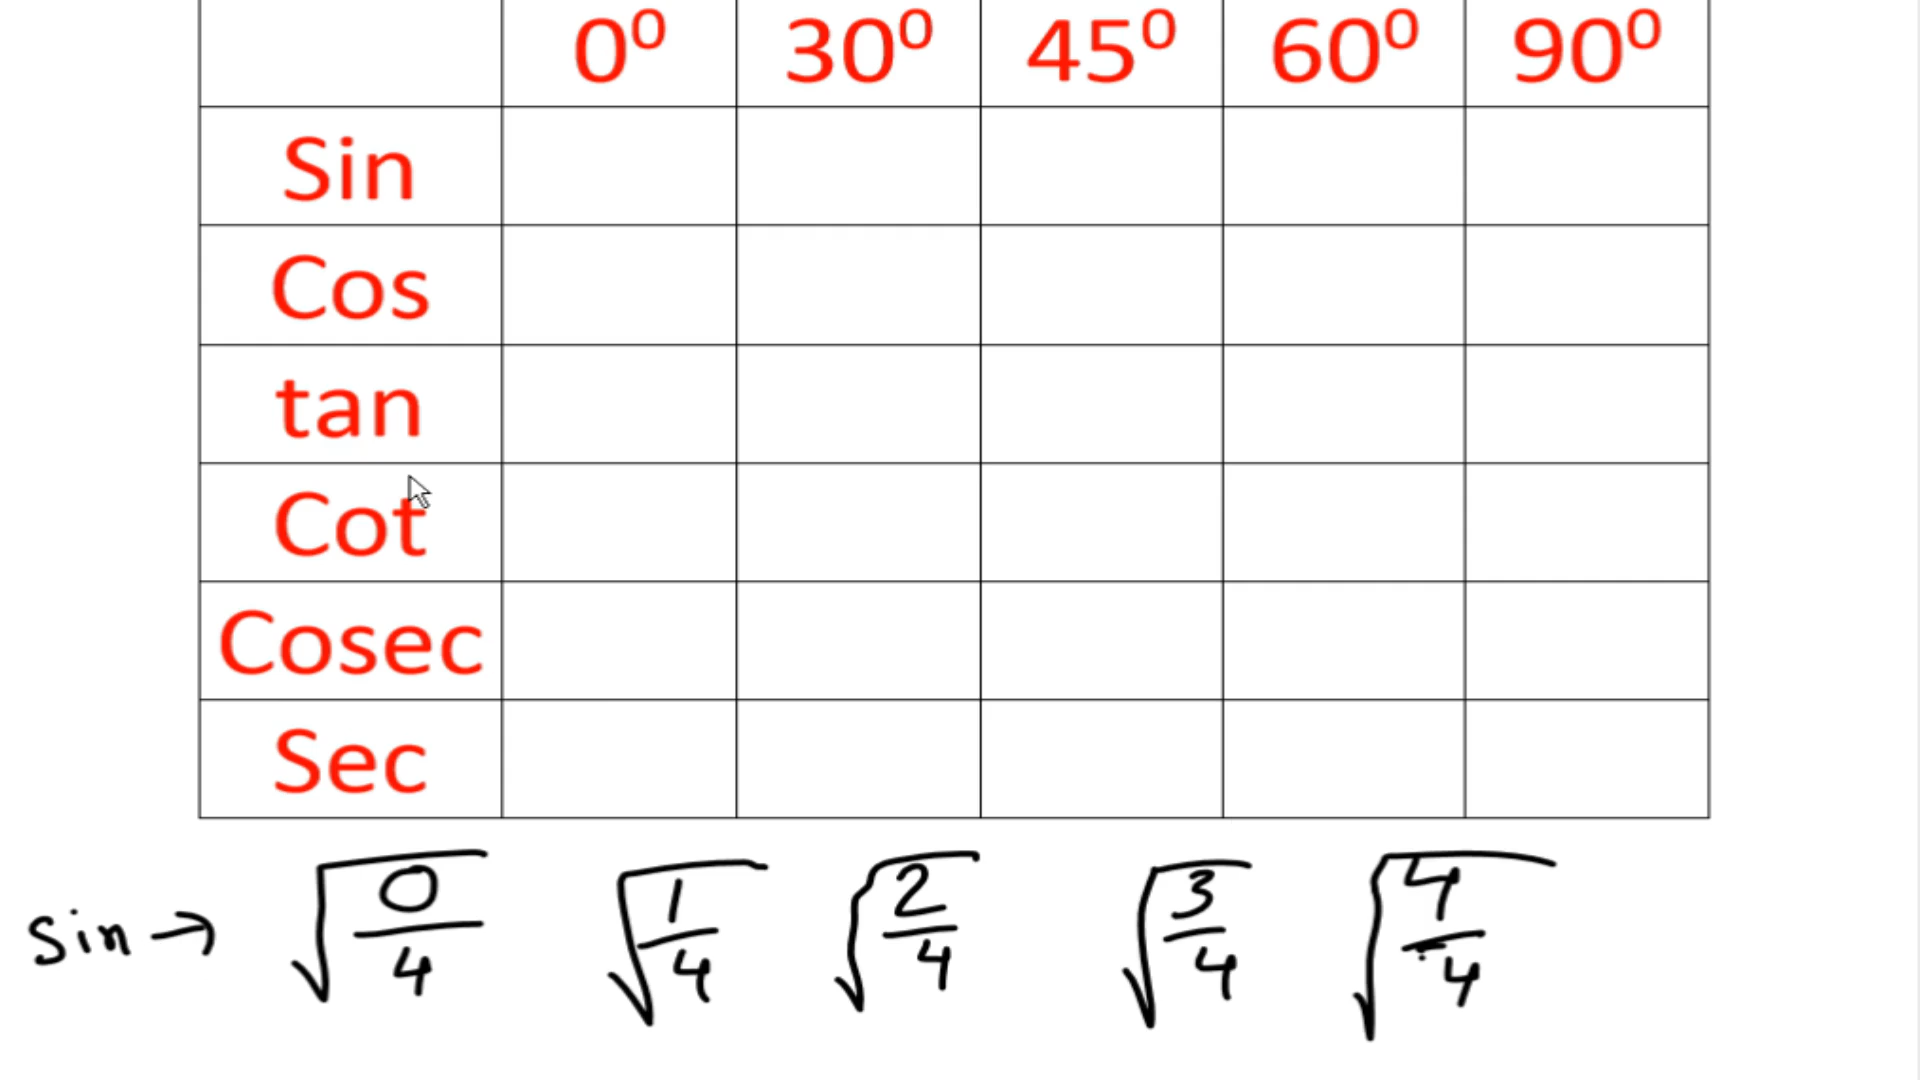 0⁰ 30⁰ 45⁰ 60⁰ 90⁰
Sin
Cos
tan
Cot
Cosec
Sec
Sin → √(0/4) √(1/4) √(2/4) √(3/4) √(4/4)